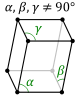 α, β, γ ≠ 90°
γ
β
α